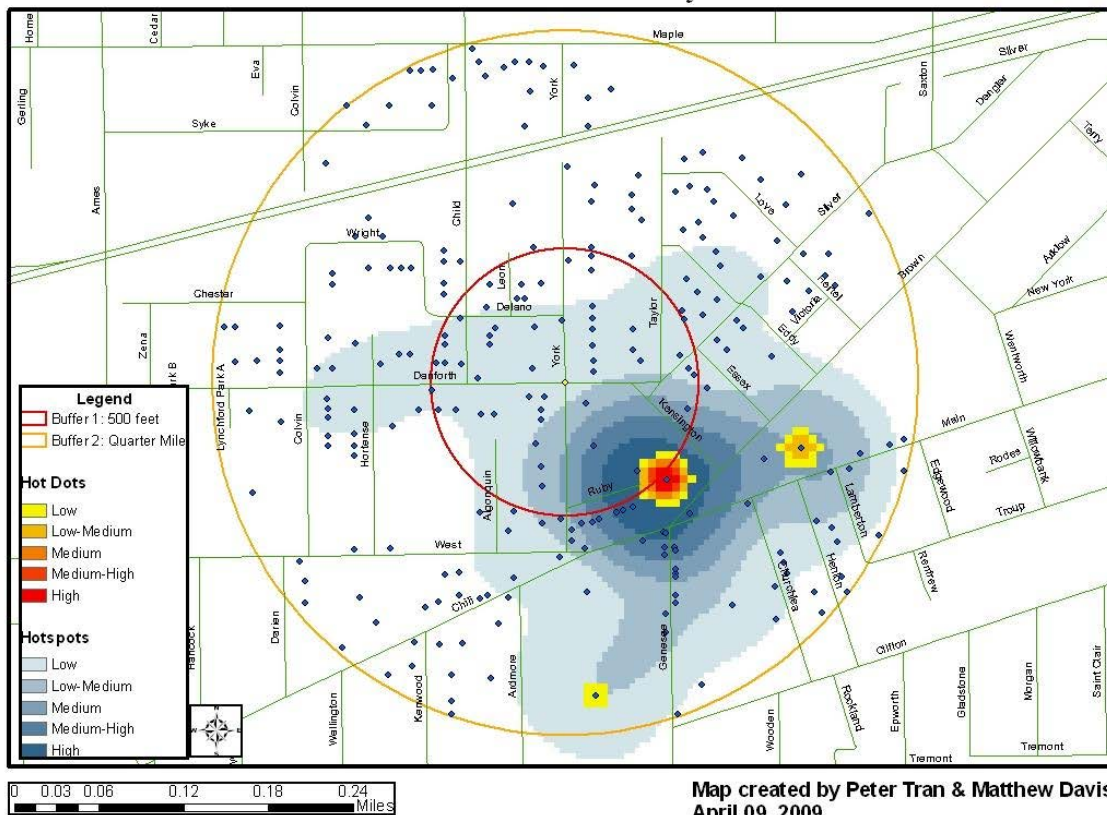 Maple
Home
Cedar
Gerling
Eva
Colvin
York
Saxton
Silver
Dengler
Terry
Syke
Ames
Child
Love
Silver
Wright
Leon
Brown
Arklow
Chester
Delano
Taylor
Victoria
New York
Zena
York
Eddy
Wentworth
Lynchford Park A
Danforth
Essex
Kensington
Main
Colvin
Hortense
Algonquin
Ruby
Lamberton
Edgewood
Rodes
Willowbank
Troup
West
Churchlea
Henion
Renfrew
Chili
Hancock
Darien
Ardmore
Genesee
Clifton
Wellington
Kenwood
Wooden
Rockland
Epworth
Gladstone
Morgan
Saint Clair
Tremont
Tremont
Legend
Buffer 1: 500 feet
Buffer 2: Quarter Mile
Hot Dots
Low
Low-Medium
Medium
Medium-High
High
Hotspots
Low
Low-Medium
Medium
Medium-High
High
0 0.03 0.06 0.12 0.18 0.24
Miles
Map created by Peter Tran & Matthew Davis
April 09, 2009